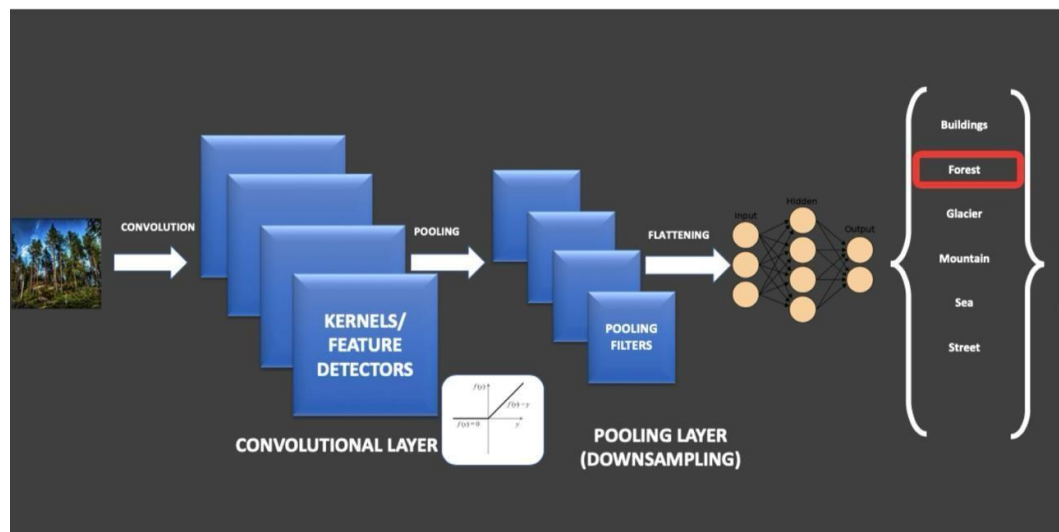 CONVOLUTION
KERNELS/
FEATURE
DETECTORS
CONVOLUTIONAL LAYER
f(y)
f(y)=y
f(y)=0
y
POOLING
POOLING
FILTERS
POOLING LAYER
(DOWNSAMPLING)
FLATTENING
Input
Hidden
Output
Buildings
Forest
Glacier
Mountain
Sea
Street